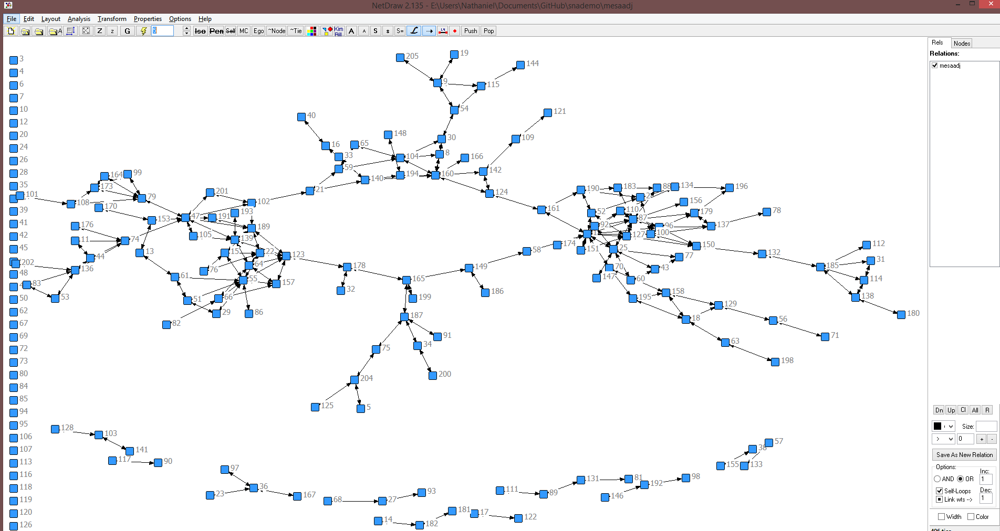 NetDraw 2.135 - E:\Users\Nathaniel\Documents\GitHub\snademo\mesaadj
File Edit Layout Analysis Transform Properties Options Help
A Z z G 5 Iso Pen Self MC Ego ~Node ~Tie Kim Bill A A S s S= L Push Pop
Rels Nodes
Relations:
mesaadj
3
4
6
7
10
12
20
24
26
28
35
39
41
42
45
48
50
62
67
69
72
73
80
84
85
94
95
106
107
113
116
118
119
120
126
205 19 144
9 115
54
40 121
148 30 109
16 65
33 104 8 166
59 194 160 142
140
21 124
164 99
101 173
108 79 201 102
170
153 47 191 193
176 105 189
11 74 139
13 15 22 123
44 64
202 136 76
61 55 157
83 53 51 66
29 86
82
178 32
165 149 186
199
58 174
187 91
75 34
204 200
125 5
161 190 183 88 134 196
2 156
52 110 179 78
92 87 96 137
1 127 100
151 25 150 132
77
70 43
147 60
195 158
129
18 56
63 71
198
185 112
31
114
138
180
128 103
141
117 90
97
36
23 167
68 27 93
14 182 181 17 122
111 89 131 81
146 192 98
57
38
155 133
Dn Up Cl All R
Size:
> 0 + -
Save As New Relation
Options: Inc:
AND OR 1
Self-Loops Dec:
Link wts --> 1
Width Color